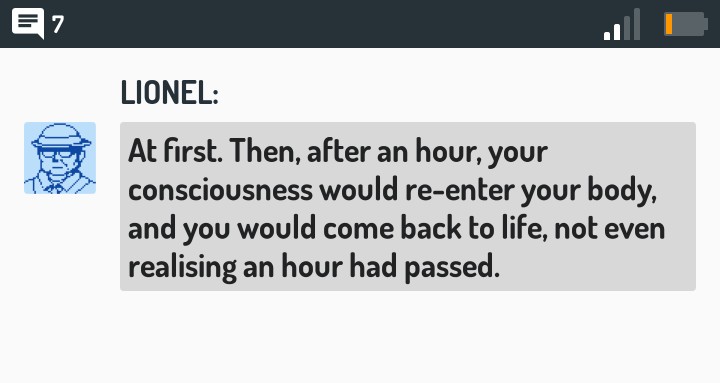 7
LIONEL:
At first. Then, after an hour, your
consciousness would re-enter your body,
and you would come back to life, not even
realising an hour had passed.